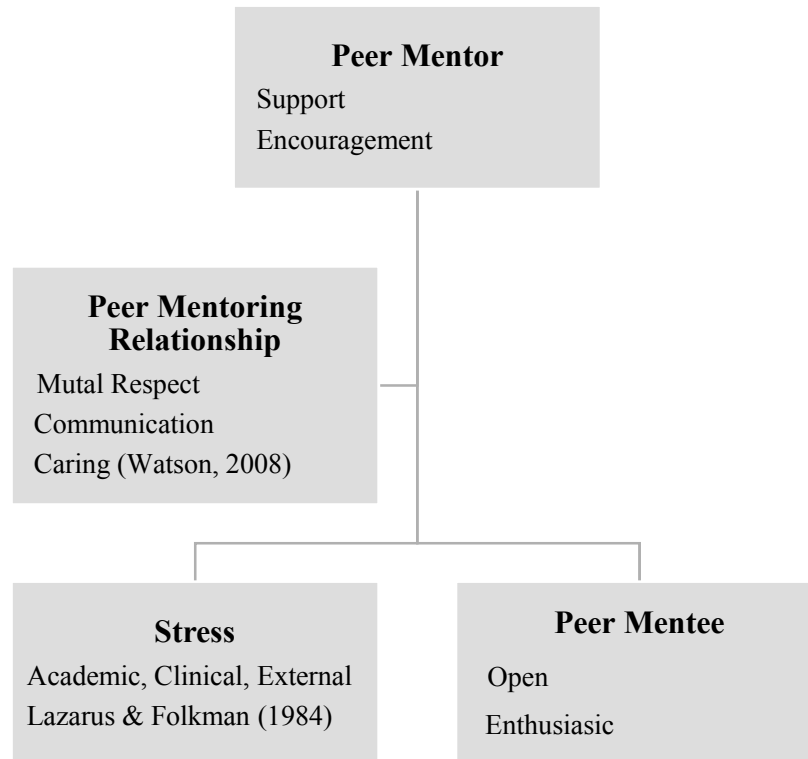 Peer Mentor
Support
Encouragement
Peer Mentoring
Relationship
Mutal Respect
Communication
Caring (Watson, 2008)
Stress
Academic, Clinical, External
Lazarus & Folkman (1984)
Peer Mentee
Open
Enthusiasic